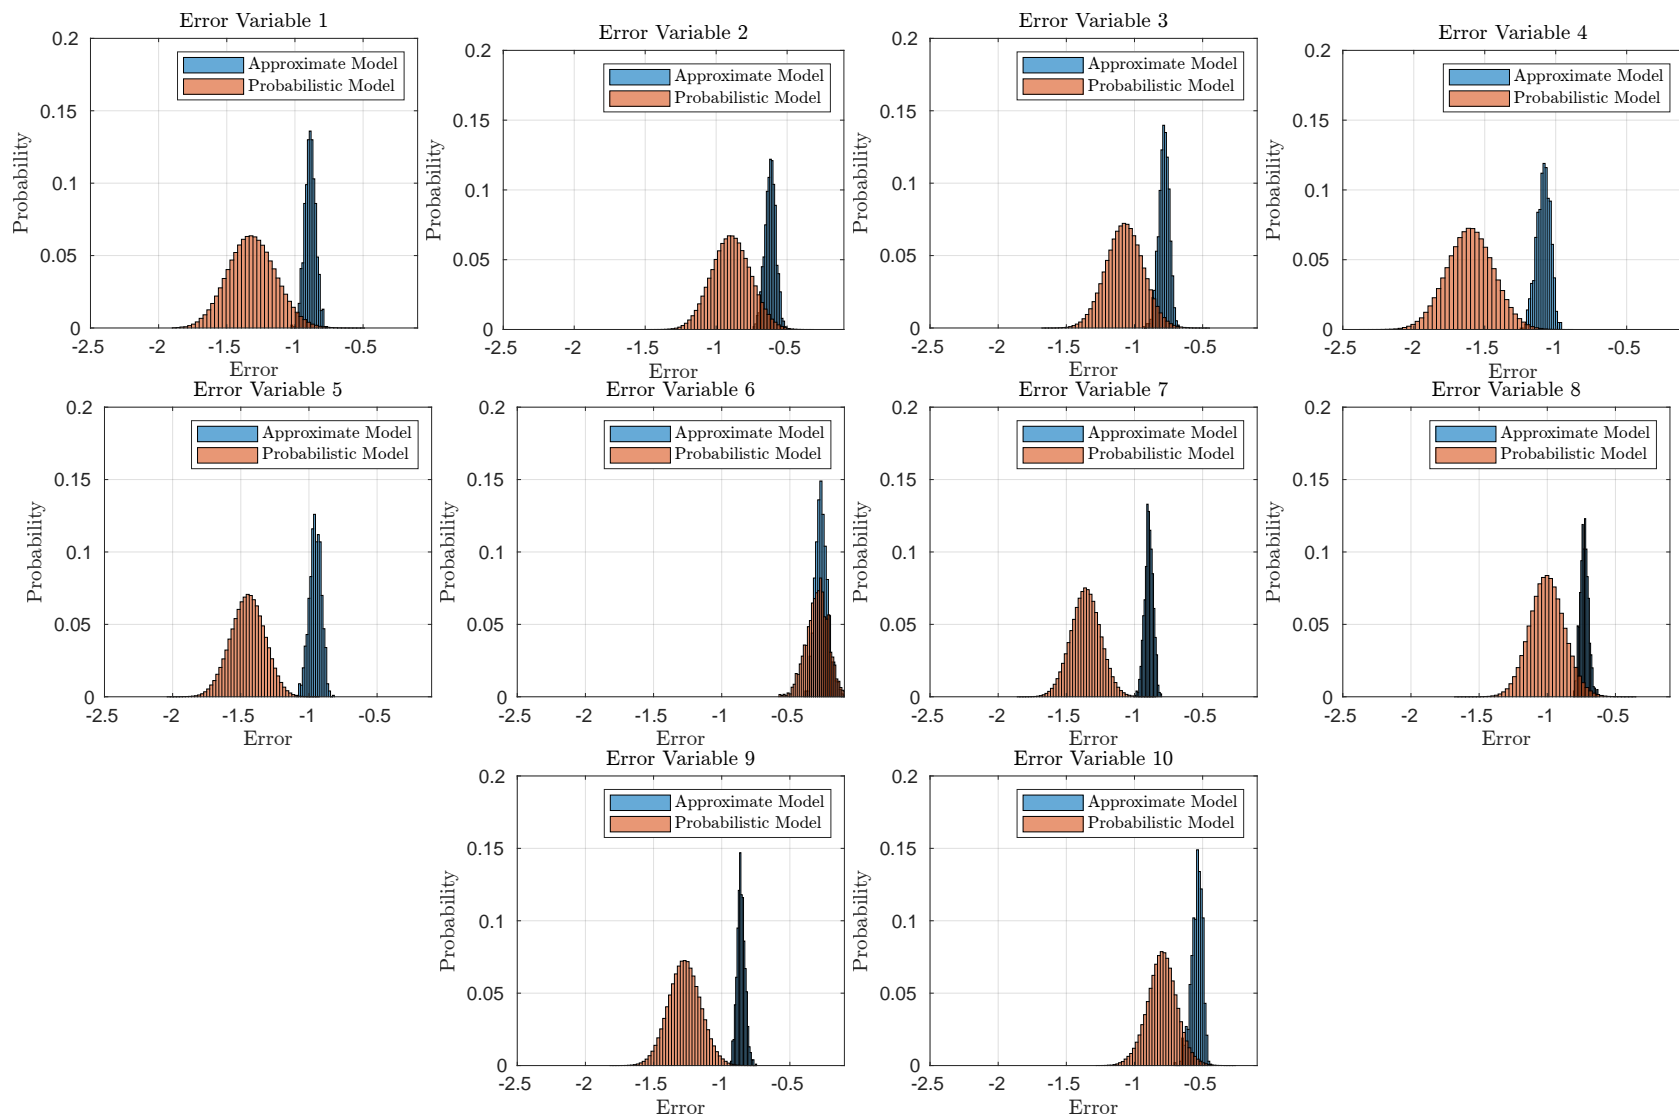 Error Variable 1
0.2
0.15
0.1
0.05
0
Probability
Approximate Model
Probabilistic Model
-2.5
-2
-1.5
-1
-0.5
Error
Error Variable 2
0.2
0.15
0.1
0.05
0
Probability
Approximate Model
Probabilistic Model
-2.5
-2
-1.5
-1
-0.5
Error
Error Variable 3
0.2
0.15
0.1
0.05
0
Probability
Approximate Model
Probabilistic Model
-2.5
-2
-1.5
-1
-0.5
Error
Error Variable 4
0.2
0.15
0.1
0.05
0
Probability
Approximate Model
Probabilistic Model
-2.5
-2
-1.5
-1
-0.5
Error
Error Variable 5
0.2
0.15
0.1
0.05
0
Probability
Approximate Model
Probabilistic Model
-2.5
-2
-1.5
-1
-0.5
Error
Error Variable 6
0.2
0.15
0.1
0.05
0
Probability
Approximate Model
Probabilistic Model
-2.5
-2
-1.5
-1
-0.5
Error
Error Variable 7
0.2
0.15
0.1
0.05
0
Probability
Approximate Model
Probabilistic Model
-2.5
-2
-1.5
-1
-0.5
Error
Error Variable 8
0.2
0.15
0.1
0.05
0
Probability
Approximate Model
Probabilistic Model
-2.5
-2
-1.5
-1
-0.5
Error
Error Variable 9
0.2
0.15
0.1
0.05
0
Probability
Approximate Model
Probabilistic Model
-2.5
-2
-1.5
-1
-0.5
Error
Error Variable 10
0.2
0.15
0.1
0.05
0
Probability
Approximate Model
Probabilistic Model
-2.5
-2
-1.5
-1
-0.5
Error